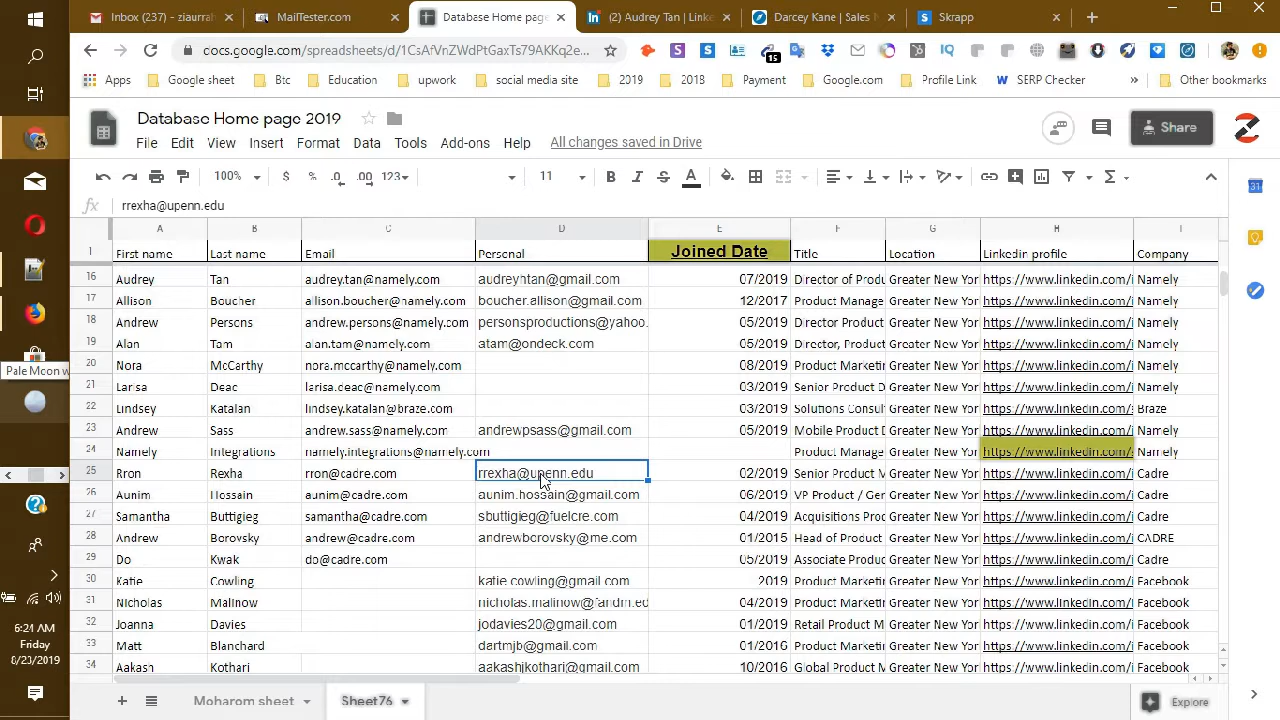 Inbox (237) - ziaurrah
MailTester.com
Database Home page
(2) Audrey Tan | Linke
Darcey Kane | Sales
Skrapp
docs.google.com/spreadsheets/d/1CsAfVnZWdPtGaxTs79AKKq2e...
15
Apps
Google sheet
Btc
Education
upwork
social media site
2019
2018
Payment
Google.com
Profile Link
SERP Checker
Other bookmarks
Database Home page 2019
File Edit View Insert Format Data Tools Add-ons Help All changes saved in Drive
Share
100% $ % .0 .00 123 11 B I S A
fx rrexha@upenn.edu
A B C D E F G H I
1 First name Last name Email Personal Joined Date Title Location Linkedin profile Company
16 Audrey Tan audrey.tan@namely.com audreyhtan@gmail.com 07/2019 Director of Produ Greater New Yor https://www.linkedin.com/i Namely
17 Allison Boucher allison.boucher@namely.com boucher.allison@gmail.com 12/2017 Product Manage Greater New Yor https://www.linkedin.com/i Namely
18 Andrew Persons andrew.persons@namely.com personsproductions@yahoo. 05/2019 Director Product Greater New Yor https://www.linkedin.com/i Namely
19 Alan Tam alan.tam@namely.com atam@ondeck.com 05/2019 Director, Product Greater New Yor https://www.linkedin.com/i Namely
20 Nora McCarthy nora.mccarthy@namely.com 08/2019 Product Marketin Greater New Yor https://www.linkedin.com/i Namely
21 Larisa Deac larisa.deac@namely.com 03/2019 Senior Product D Greater New Yor https://www.linkedin.com/i Namely
22 Lindsey Katalan lindsey.katalan@braze.com 03/2019 Solutions Consul Greater New Yor https://www.linkedin.com/i Braze
23 Andrew Sass andrew.sass@namely.com andrewpsass@gmail.com 05/2019 Mobile Product D Greater New Yor https://www.linkedin.com/i Namely
24 Namely Integrations namely.integrations@namely.com Product Manage Greater New Yor https://www.linkedin.com/s Namely
25 Rron Rexha rron@cadre.com rrexha@upenn.edu 02/2019 Senior Product M Greater New Yor https://www.linkedin.com/i Cadre
26 Aunim Hossain aunim@cadre.com aunim.hossain@gmail.com 06/2019 VP Product / Ger Greater New Yor https://www.linkedin.com/i Cadre
27 Samantha Buttigieg samantha@cadre.com sbuttigieg@fuelcre.com 04/2019 Acquisitions Proc Greater New Yor https://www.linkedin.com/i Cadre
28 Andrew Borovsky andrew@cadre.com andrewborovsky@me.com 01/2015 Head of Product Greater New Yor https://www.linkedin.com/i CADRE
29 Do Kwak do@cadre.com 05/2019 Associate Produc Greater New Yor https://www.linkedin.com/i Cadre
30 Katie Cowling katie.cowling@gmail.com 2019 Product Marketin Greater New Yor https://www.linkedin.com/i Facebook
31 Nicholas Malinow nicholas.malinow@fandm.ed 04/2019 Product Marketin Greater New Yor https://www.linkedin.com/i Facebook
32 Joanna Davies jodavies20@gmail.com 01/2019 Retail Product M Greater New Yor https://www.linkedin.com/i Facebook
33 Matt Blanchard dartmjb@gmail.com 01/2016 Product Marketin Greater New Yor https://www.linkedin.com/i Facebook
34 Aakash Kothari aakashjkothari@gmail.com 10/2016 Global Product M Greater New Yor https://www.linkedin.com/i Facebook
Moharom sheet
Sheet76
Explore
Pale Moon w
6:24 AM
Friday
8/23/2019